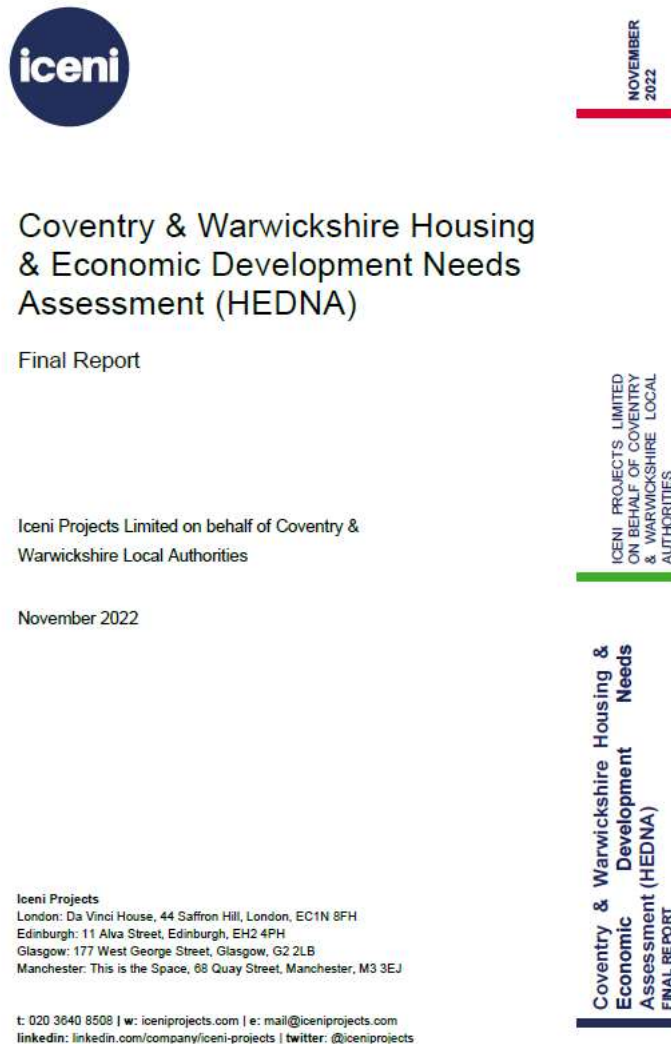 iceni
NOVEMBER
2022
Coventry & Warwickshire Housing
& Economic Development Needs
Assessment (HEDNA)
Final Report
Iceni Projects Limited on behalf of Coventry &
Warwickshire Local Authorities
November 2022
ICENI PROJECTS LIMITED
ON BEHALF OF COVENTRY
& WARWICKSHIRE LOCAL
AUTHORITIES
Coventry & Warwickshire Housing &
Economic Development Needs
Assessment (HEDNA)
FINAL REPORT
Iceni Projects
London: Da Vinci House, 44 Saffron Hill, London, EC1N 8FH
Edinburgh: 11 Alva Street, Edinburgh, EH2 4PH
Glasgow: 177 West George Street, Glasgow, G2 2LB
Manchester: This is the Space, 68 Quay Street, Manchester, M3 3EJ
t: 020 3640 8508 | w: iceniprojects.com | e: mail@iceniprojects.com
linkedin: linkedin.com/company/iceni-projects | twitter: @iceniprojects